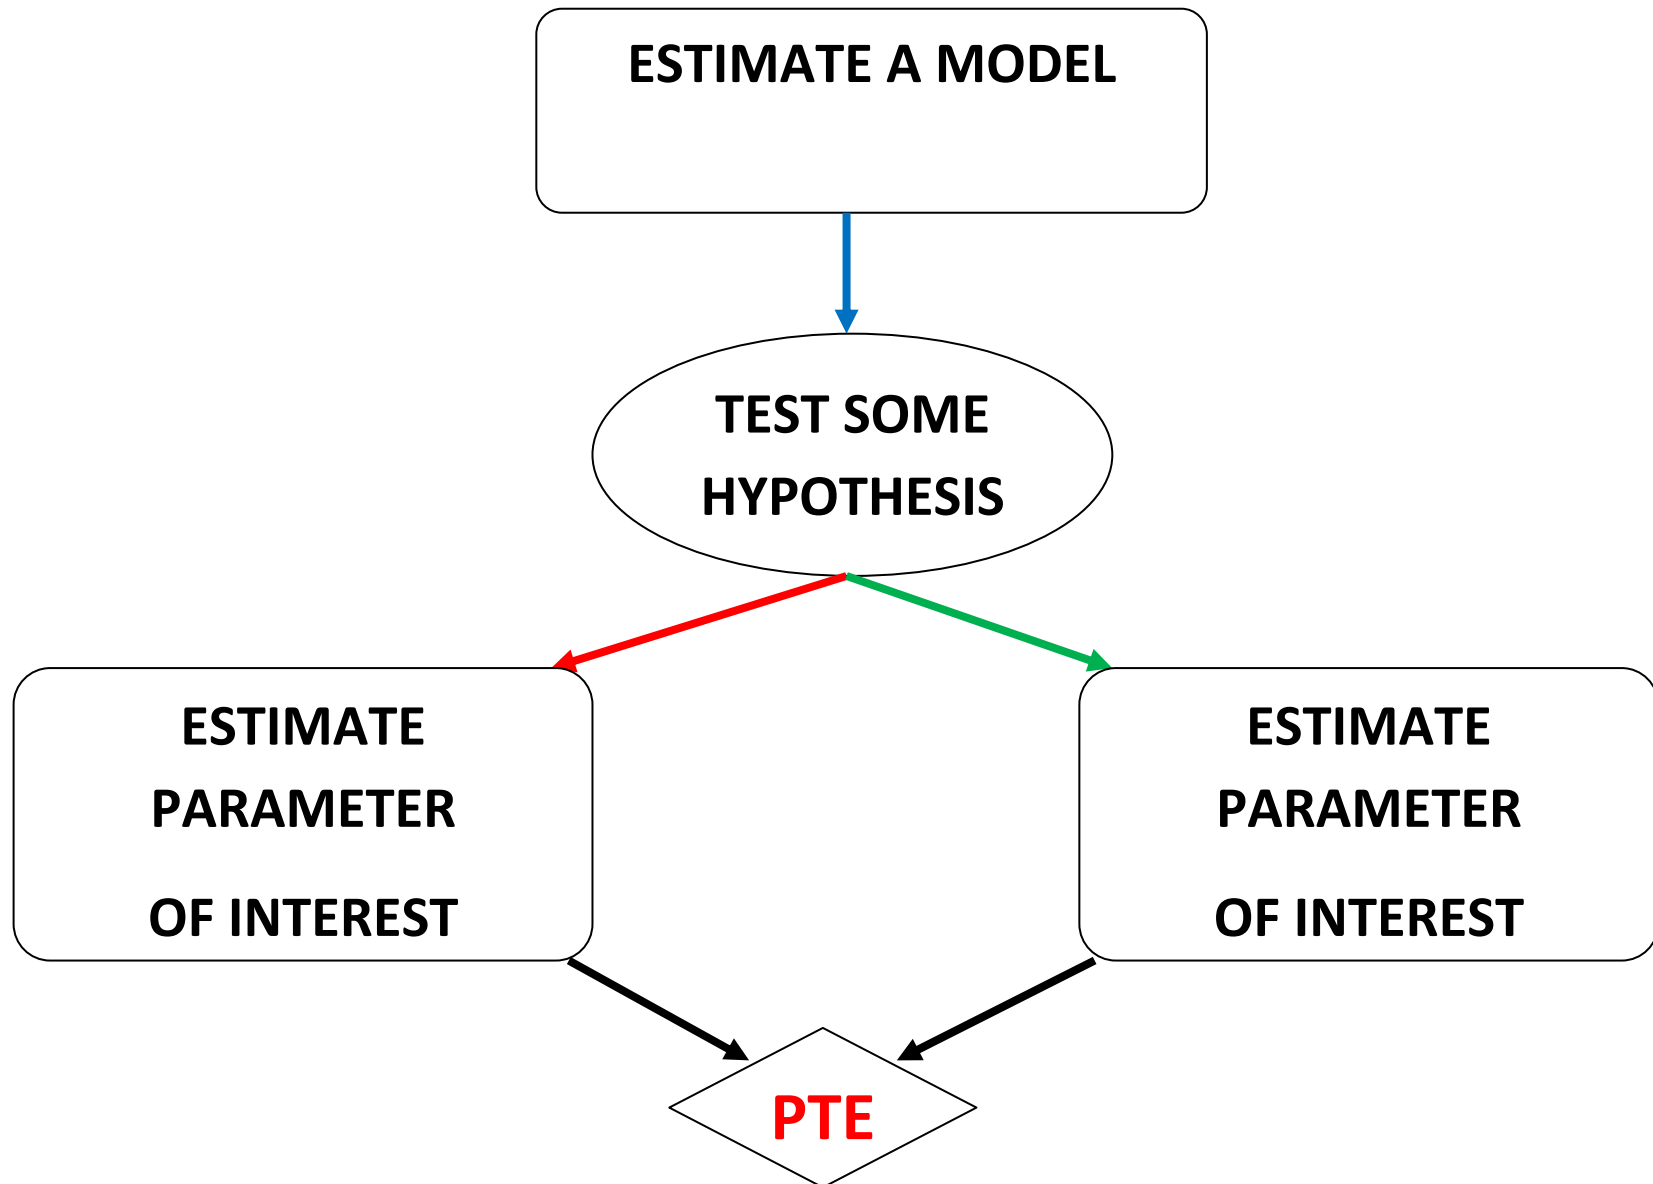 ESTIMATE A MODEL
TEST SOME
HYPOTHESIS
ESTIMATE
PARAMETER
OF INTEREST
ESTIMATE
PARAMETER
OF INTEREST
PTE